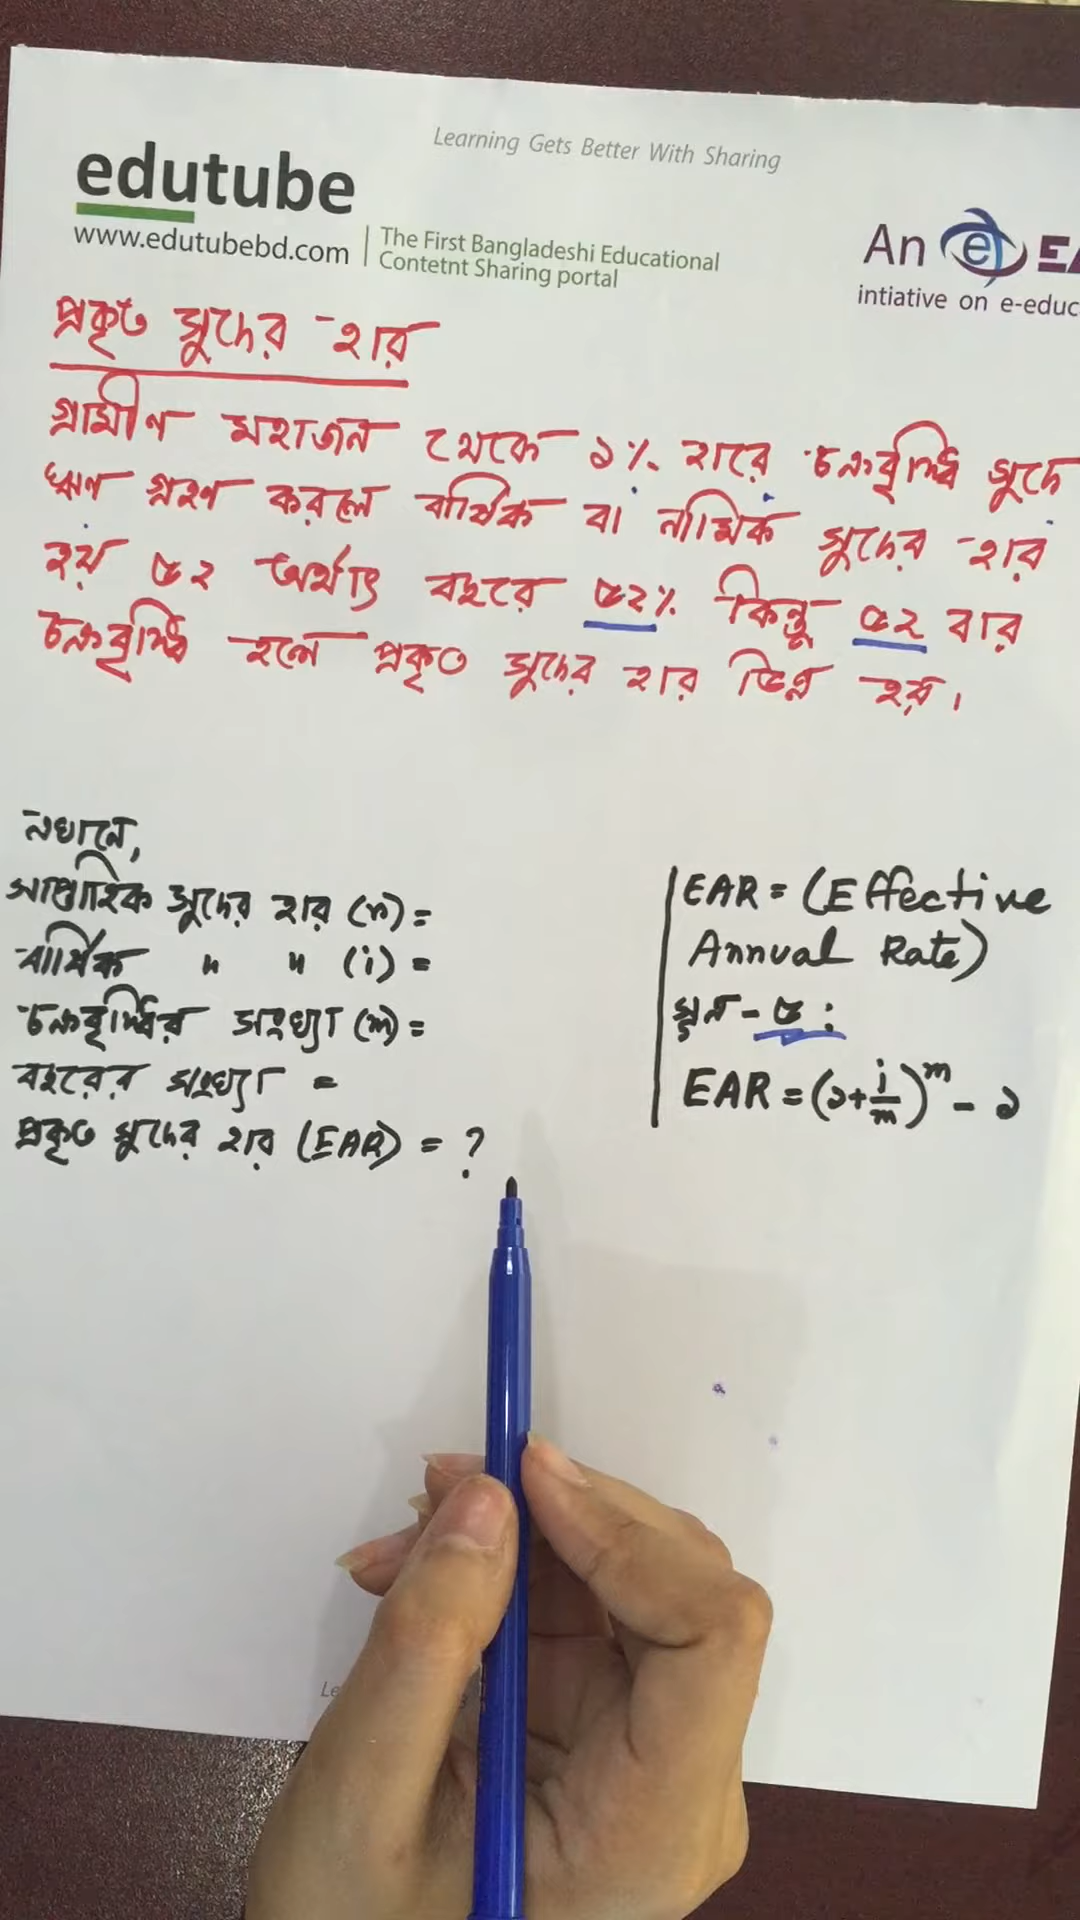 Learning Gets Better With Sharing
edutube
www.edutubebd.com
The First Bangladeshi Educational
Contetnt Sharing portal
An
intiative on e-educ
প্রকৃত সুদের হার
গ্রামীণ মহাজন থেকে ১% হারে চক্রবৃদ্ধি সুদে
ঋণ গ্রহণ করলে বার্ষিক বা নামিক সুদের হার
হয় ৫২ অর্থাৎ বছরে ৫২% কিন্তু ৫২ বার
চক্রবৃদ্ধি হলে প্রকৃত সুদের হার ভিন্ন হয়।
এখানে,
সাপ্তাহিক সুদের হার (r) =
বার্ষিক " " (i) =
চক্রবৃদ্ধির সংখ্যা (m) =
বছরের সংখ্যা =
প্রকৃত সুদের হার (EAR) = ?
EAR = (Effective
Annual Rate)
সূত্র - ৫ :
EAR = (১ + i/m)^m - ১